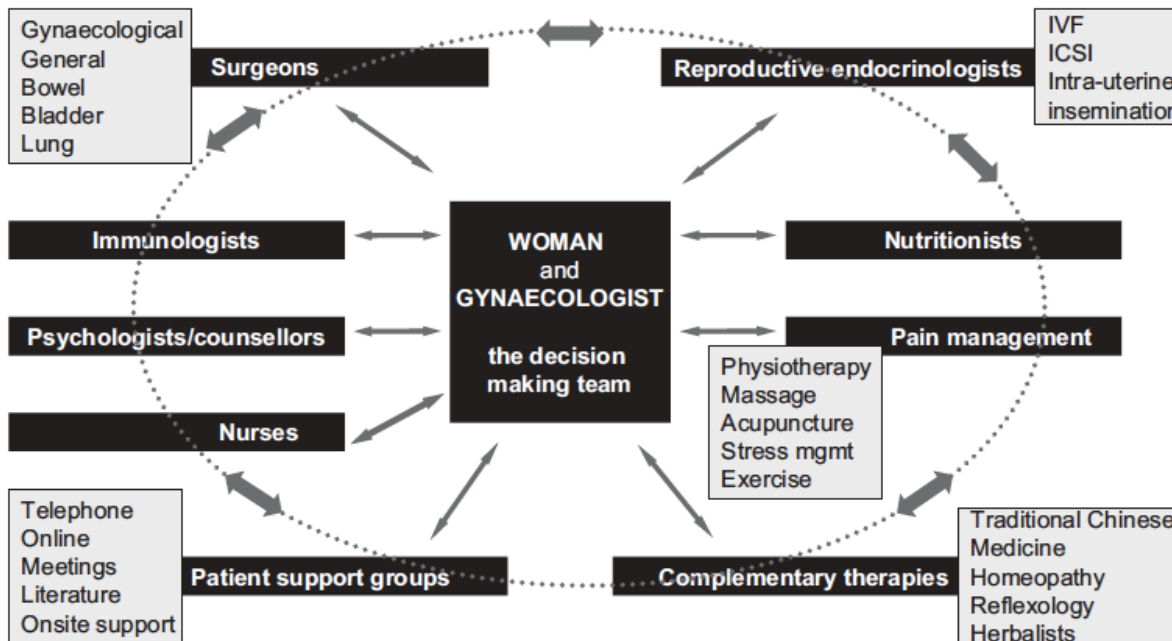 Gynaecological
General
Bowel
Bladder
Lung
Surgeons
Reproductive endocrinologists
IVF
ICSI
Intra-uterine
insemination
Immunologists
Psychologists/counsellors
Nurses
WOMAN
and
GYNAECOLOGIST
the decision
making team
Nutritionists
Pain management
Physiotherapy
Massage
Acupuncture
Stress mgmt
Exercise
Telephone
Online
Meetings
Literature
Onsite support
Patient support groups
Complementary therapies
Traditional Chinese
Medicine
Homeopathy
Reflexology
Herbalists